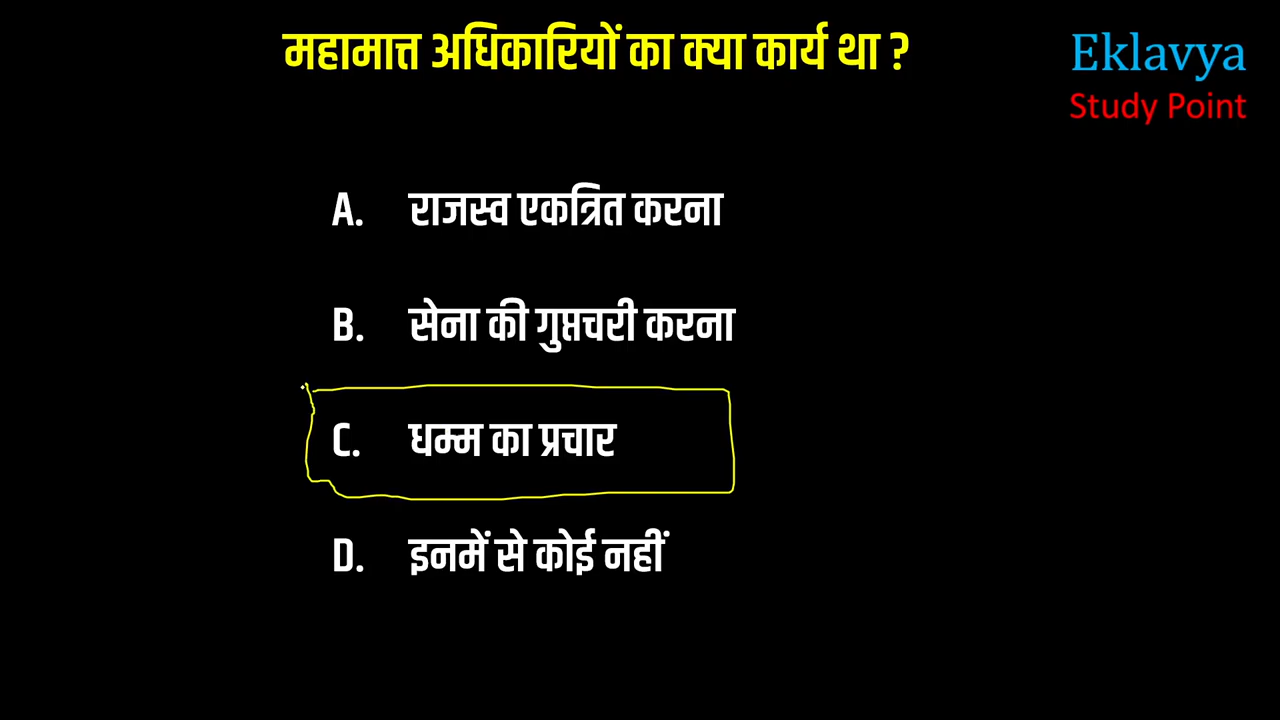 महामात्त अधिकारियों का क्या कार्य था ?
Eklavya
Study Point
A. राजस्व एकत्रित करना
B. सेना की गुप्तचरी करना
C. धम्म का प्रचार
D. इनमें से कोई नहीं